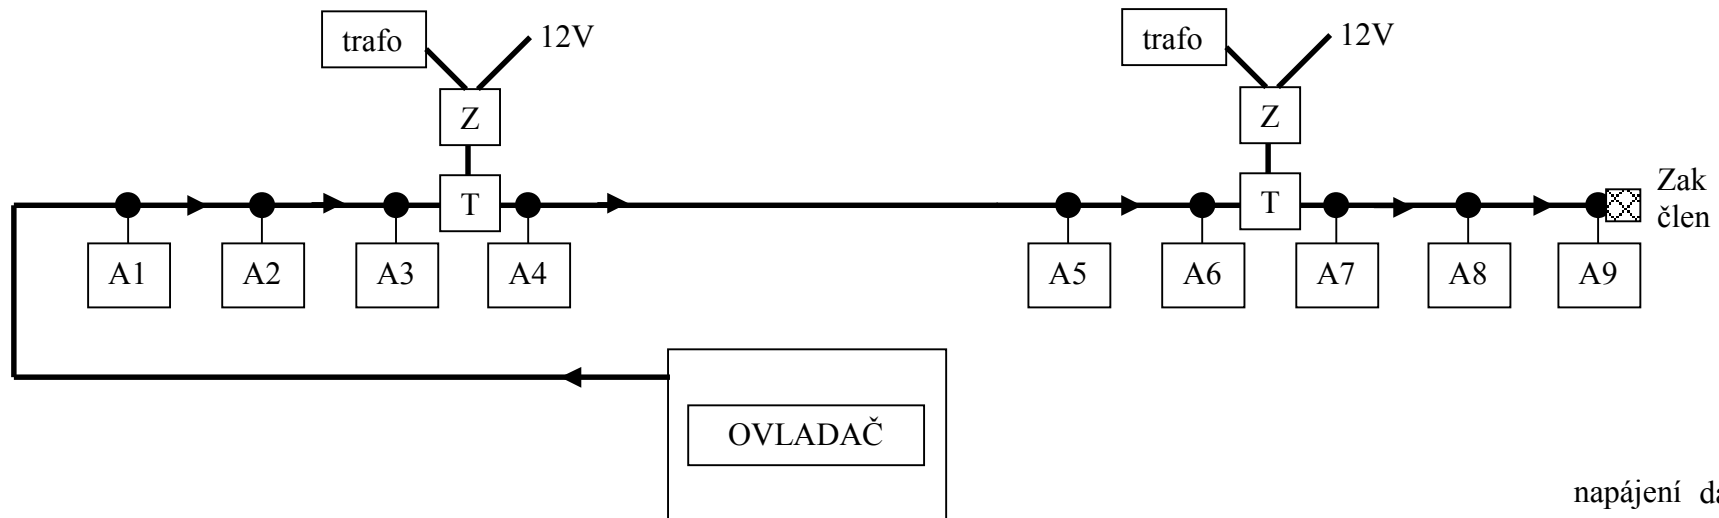 trafo
12V
trafo
12V
Z
Z
T
T
Zak
člen
A1
A2
A3
A4
A5
A6
A7
A8
A9
OVLADAČ
napájení